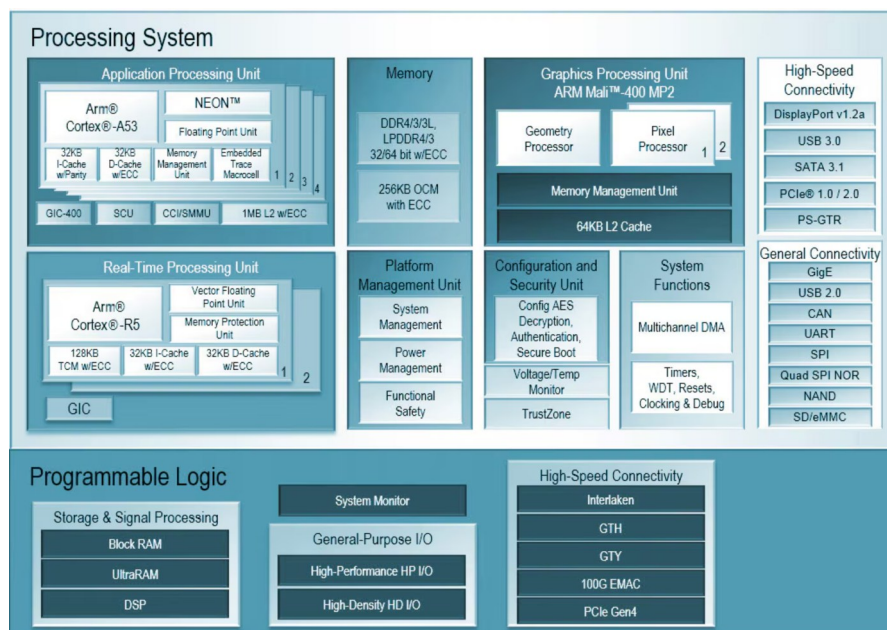 Processing System
Application Processing Unit
Arm®
Cortex®-A53
NEON™
Floating Point Unit
32KB
I-Cache
w/Parity
32KB
D-Cache
w/ECC
Memory
Management
Unit
Embedded
Trace
Macrocell
1
2
3
4
GIC-400
SCU
CCI/SMMU
1MB L2 w/ECC
Memory
DDR4/3/3L,
LPDDR4/3
32/64 bit w/ECC
256KB OCM
with ECC
Graphics Processing Unit
ARM Mali™-400 MP2
Geometry
Processor
Pixel
Processor
1
2
Memory Management Unit
64KB L2 Cache
High-Speed
Connectivity
DisplayPort v1.2a
USB 3.0
SATA 3.1
PCIe® 1.0 / 2.0
PS-GTR
Real-Time Processing Unit
Arm®
Cortex®-R5
Vector Floating
Point Unit
Memory Protection
Unit
128KB
TCM w/ECC
32KB I-Cache
w/ECC
32KB D-Cache
w/ECC
1
2
GIC
Platform
Management Unit
System
Management
Power
Management
Functional
Safety
Configuration and
Security Unit
Config AES
Decryption,
Authentication,
Secure Boot
Voltage/Temp
Monitor
TrustZone
System
Functions
Multichannel DMA
Timers,
WDT, Resets,
Clocking & Debug
General Connectivity
GigE
USB 2.0
CAN
UART
SPI
Quad SPI NOR
NAND
SD/eMMC
Programmable Logic
Storage & Signal Processing
Block RAM
UltraRAM
DSP
System Monitor
General-Purpose I/O
High-Performance HP I/O
High-Density HD I/O
High-Speed Connectivity
Interlaken
GTH
GTY
100G EMAC
PCIe Gen4